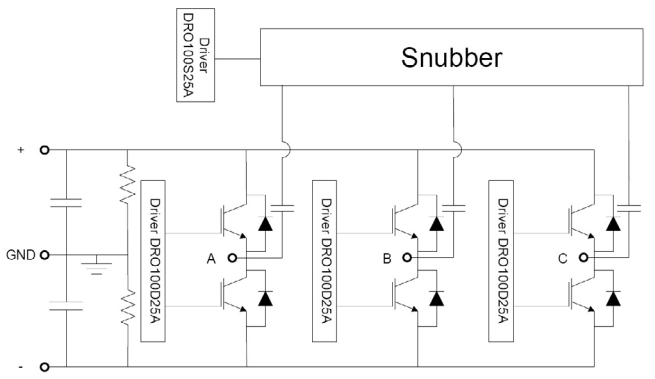 Driver
DRO100S25A
Snubber
+
Driver DRO100D25A
Driver DRO100D25A
Driver DRO100D25A
GND
A
B
C
-